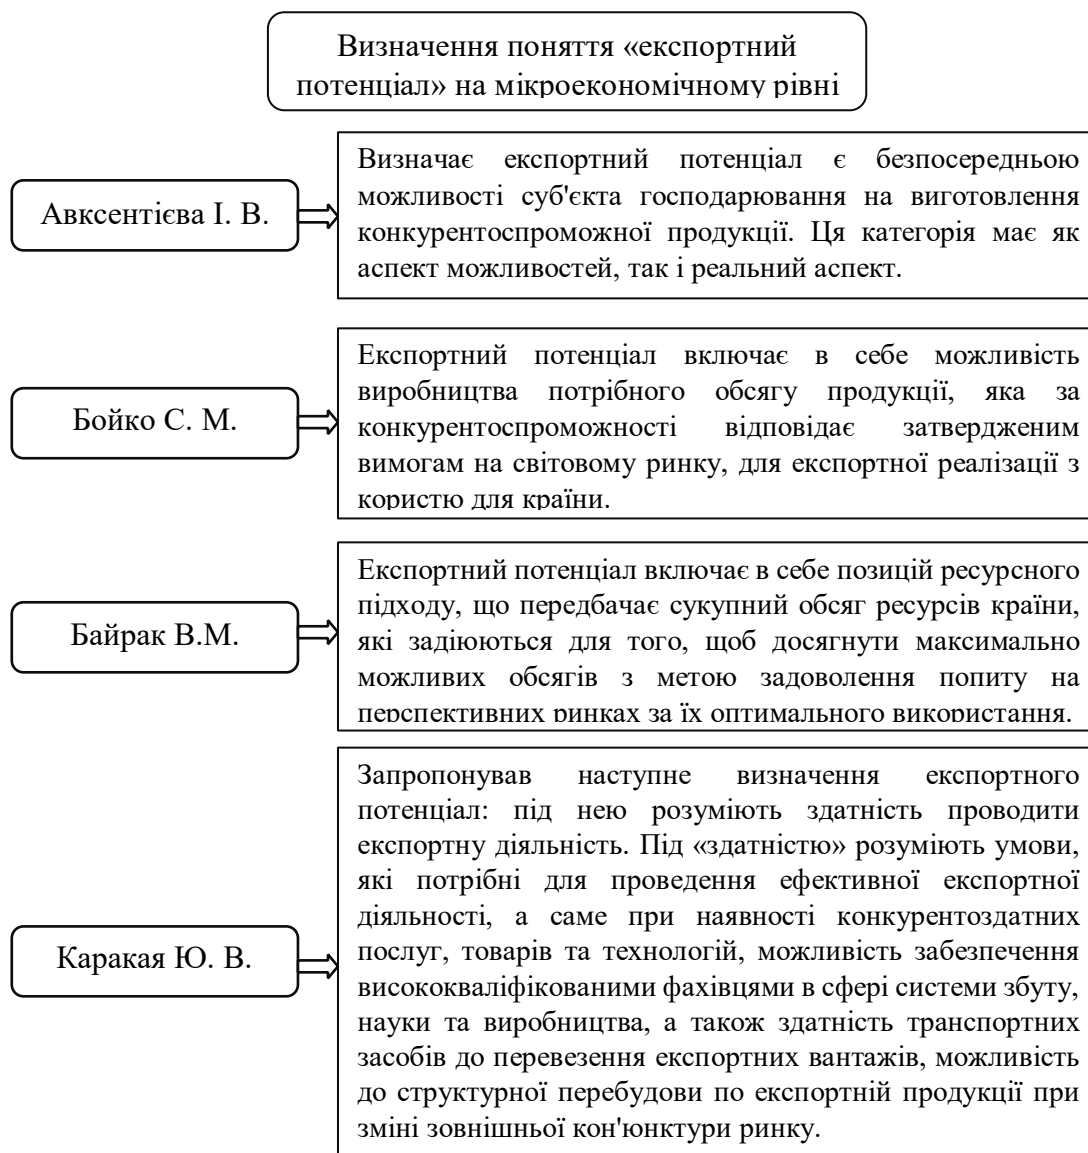 Визначення поняття «експортний
потенціал» на мікроекономічному рівні
Авксентієва І. В.
Визначає експортний потенціал є безпосередньою
можливості суб'єкта господарювання на виготовлення
конкурентоспроможної продукції. Ця категорія має як
аспект можливостей, так і реальний аспект.
Бойко С. М.
Експортний потенціал включає в себе можливість
виробництва потрібного обсягу продукції, яка за
конкурентоспроможності відповідає затвердженим
вимогам на світовому ринку, для експортної реалізації з
користю для країни.
Байрак В.М.
Експортний потенціал включає в себе позицій ресурсного
підходу, що передбачає сукупний обсяг ресурсів країни,
які задіюються для того, щоб досягнути максимально
можливих обсягів з метою задоволення попиту на
перспективних ринках за їх оптимального використання.
Каракая Ю. В.
Запропонував наступне визначення експортного
потенціал: під нею розуміють здатність проводити
експортну діяльність. Під «здатністю» розуміють умови,
які потрібні для проведення ефективної експортної
діяльності, а саме при наявності конкурентоздатних
послуг, товарів та технологій, можливість забезпечення
висококваліфікованими фахівцями в сфері системи збуту,
науки та виробництва, а також здатність транспортних
засобів до перевезення експортних вантажів, можливість
до структурної перебудови по експортній продукції при
зміні зовнішньої кон'юнктури ринку.